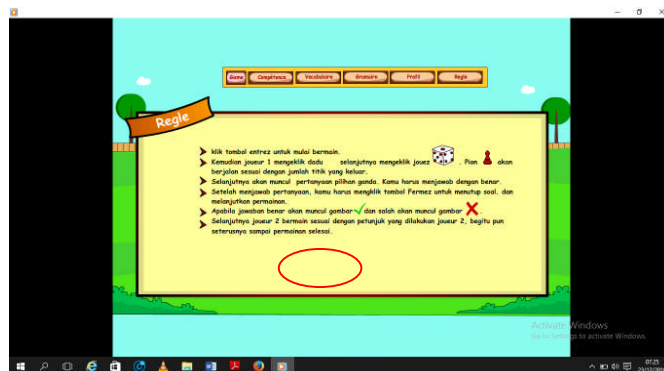 Game Compétence Vocabulaire Gramaire Profil Regle
Regle
klik tombol entrez untuk mulai bermain.
Kemudian joueur 1 mengeklik dadu selanjutnya mengeklik jouez . Pion akan
berjalan sesuai dengan jumlah titik yang keluar.
Selanjutnya akan muncul pertanyaan pilihan ganda. Kamu harus menjawab dengan benar.
Setelah menjawab pertanyaan, kamu harus mengklik tombol Fermez untuk menutup soal. dan
melanjutkan permainan.
Apabila jawaban benar akan muncul gambar dan salah akan muncul gambar .
Selanjutnya joueur 2 bermain sesuai dengan petunjuk yang dilakukan joueur 2, begitu pun
seterusnya sampai permainan selesai.
Activate Windows
Go to Settings to activate Windows.
07.25